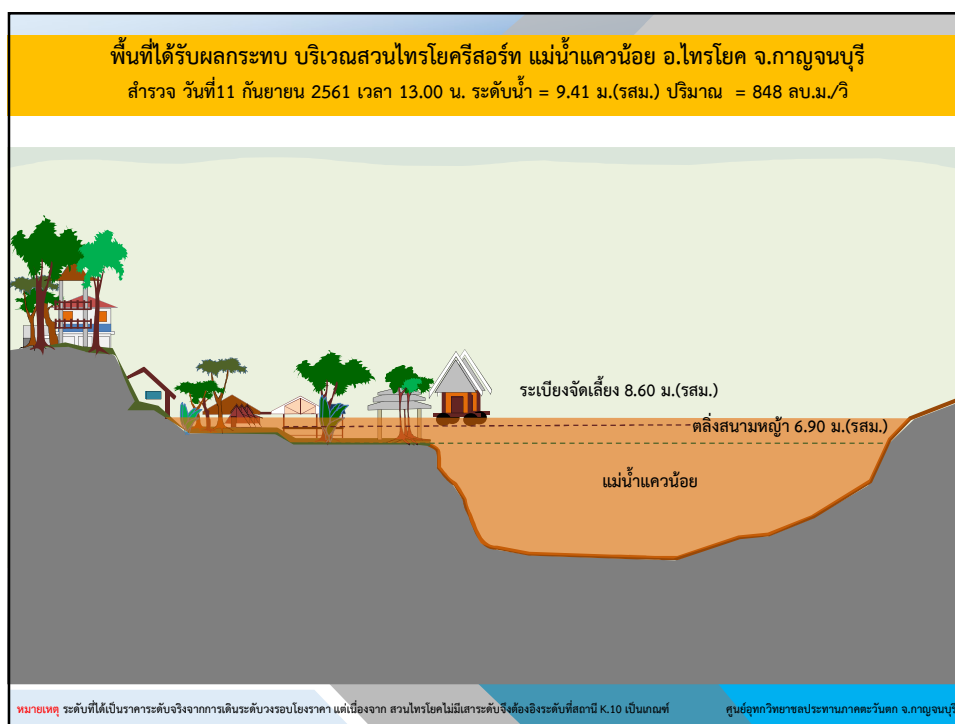 พื้นที่ได้รับผลกระทบ บริเวณสวนไทรโยครีสอร์ท แม่น้ำแควน้อย อ.ไทรโยค จ.กาญจนบุรี
สำรวจ วันที่11 กันยายน 2561 เวลา 13.00 น. ระดับน้ำ = 9.41 ม.(รสม.) ปริมาณ = 848 ลบ.ม./วิ
ระเบียงจัดเลี้ยง 8.60 ม.(รสม.)
ตลิ่งสนามหญ้า 6.90 ม.(รสม.)
แม่น้ำแควน้อย
หมายเหตุ ระดับที่ได้เป็นราคาระดับจริงจากการเดินระดับวงรอบโยงราคา แต่เนื่องจาก สวนไทรโยคไม่มีเสาระดับจึงต้องอิงระดับที่สถานี K.10 เป็นเกณฑ์
ศูนย์อุทกวิทยาชลประทานภาคตะวันตก จ.กาญจนบุรี